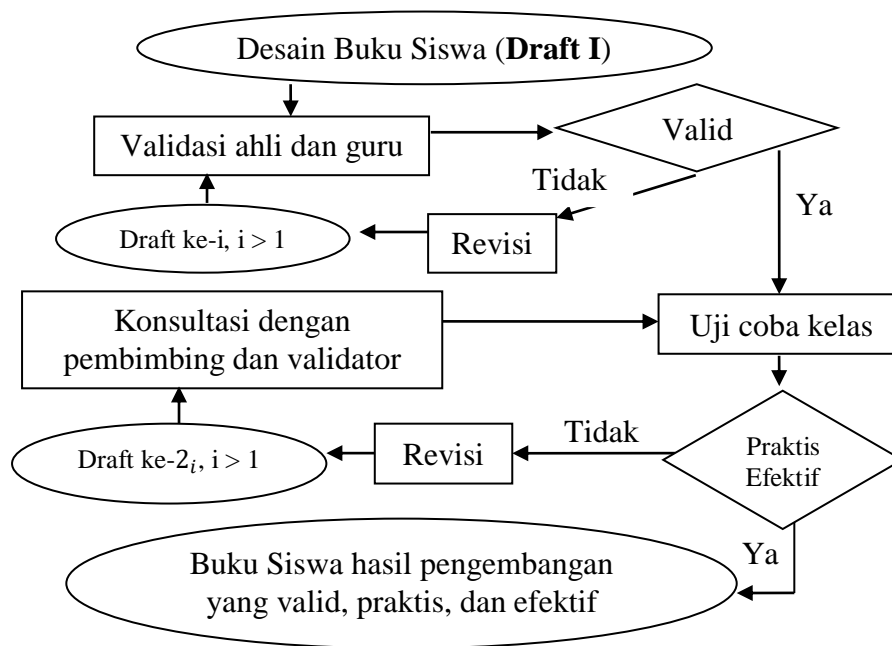 Desain Buku Siswa (Draft I)
Validasi ahli dan guru
Valid
Tidak
Ya
Draft ke-i, i > 1
Revisi
Konsultasi dengan
pembimbing dan validator
Uji coba kelas
Draft ke-2ᵢ, i > 1
Revisi
Tidak
Praktis
Efektif
Ya
Buku Siswa hasil pengembangan
yang valid, praktis, dan efektif